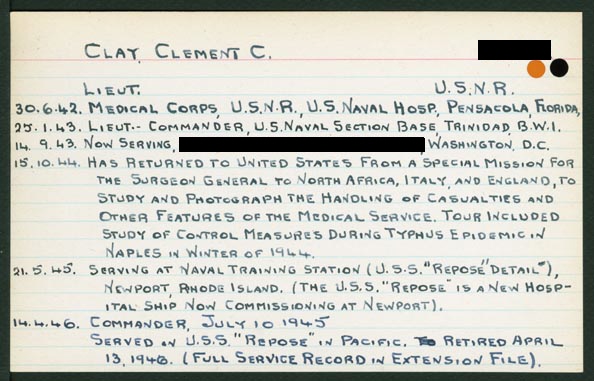 CLAY, CLEMENT C.
LIEUT. U.S.N.R.
30.6.42. MEDICAL CORPS, U.S.N.R., U.S. NAVAL HOSP., PENSACOLA, FLORIDA,
25.1.43. LIEUT.-COMMANDER, U.S. NAVAL SECTION BASE, TRINIDAD, B.W.I.
14.9.43. NOW SERVING, WASHINGTON, D.C.
15.10.44. HAS RETURNED TO UNITED STATES FROM A SPECIAL MISSION FOR
THE SURGEON GENERAL TO NORTH AFRICA, ITALY, AND ENGLAND, TO
STUDY AND PHOTOGRAPH THE HANDLING OF CASUALTIES AND
OTHER FEATURES OF THE MEDICAL SERVICE. TOUR INCLUDED
STUDY OF CONTROL MEASURES DURING TYPHUS EPIDEMIC IN
NAPLES IN WINTER OF 1944.
21.5.45. SERVING AT NAVAL TRAINING STATION (U.S.S. "REPOSE" DETAIL"),
NEWPORT, RHODE ISLAND. (THE U.S.S. "REPOSE" IS A NEW HOSP-
ITAL SHIP NOW COMMISSIONING AT NEWPORT).
14.4.46. COMMANDER, JULY 10 1945
SERVED IN U.S.S. "REPOSE" IN PACIFIC. RETIRED APRIL
13, 1946. (FULL SERVICE RECORD IN EXTENSION FILE).